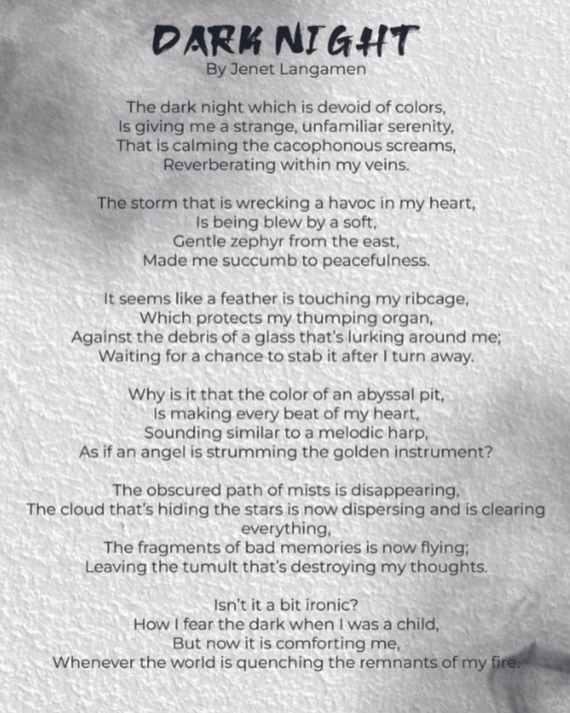 DARK NIGHT
By Jenet Langamen
The dark night which is devoid of colors,
Is giving me a strange, unfamiliar serenity,
That is calming the cacophonous screams,
Reverberating within my veins.
The storm that is wrecking a havoc in my heart,
Is being blew by a soft,
Gentle zephyr from the east,
Made me succumb to peacefulness.
It seems like a feather is touching my ribcage,
Which protects my thumping organ,
Against the debris of a glass that's lurking around me;
Waiting for a chance to stab it after I turn away.
Why is it that the color of an abyssal pit,
Is making every beat of my heart,
Sounding similar to a melodic harp,
As if an angel is strumming the golden instrument?
The obscured path of mists is disappearing,
The cloud that's hiding the stars is now dispersing and is clearing
everything,
The fragments of bad memories is now flying;
Leaving the tumult that's destroying my thoughts.
Isn't it a bit ironic?
How I fear the dark when I was a child,
But now it is comforting me,
Whenever the world is quenching the remnants of my fire.